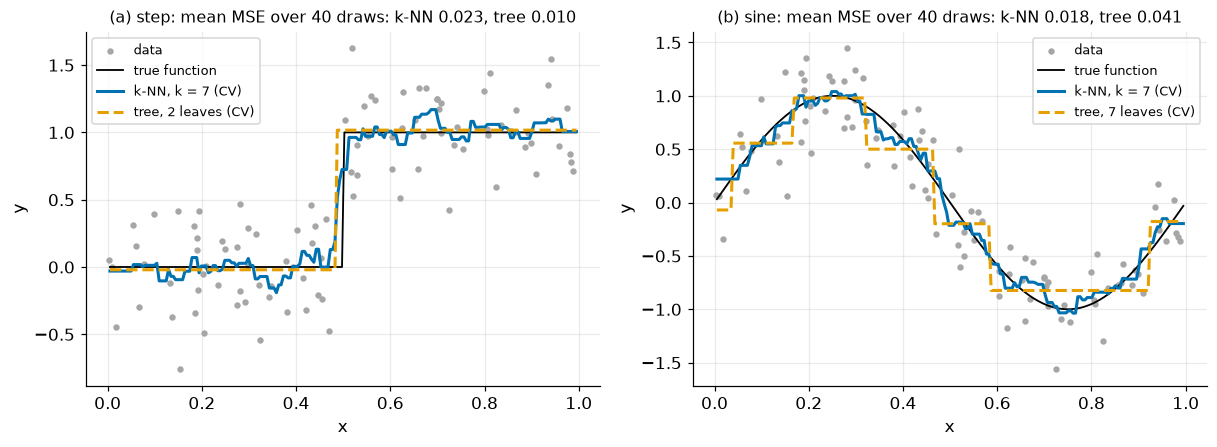 (a) step: mean MSE over 40 draws: k-NN 0.023, tree 0.010
data
true function
k-NN, k = 7 (CV)
tree, 2 leaves (CV)
1.5
1.0
0.5
0.0
−0.5
y
0.0 0.2 0.4 0.6 0.8 1.0
x
(b) sine: mean MSE over 40 draws: k-NN 0.018, tree 0.041
data
true function
k-NN, k = 7 (CV)
tree, 7 leaves (CV)
1.5
1.0
0.5
0.0
−0.5
−1.0
−1.5
y
0.0 0.2 0.4 0.6 0.8 1.0
x